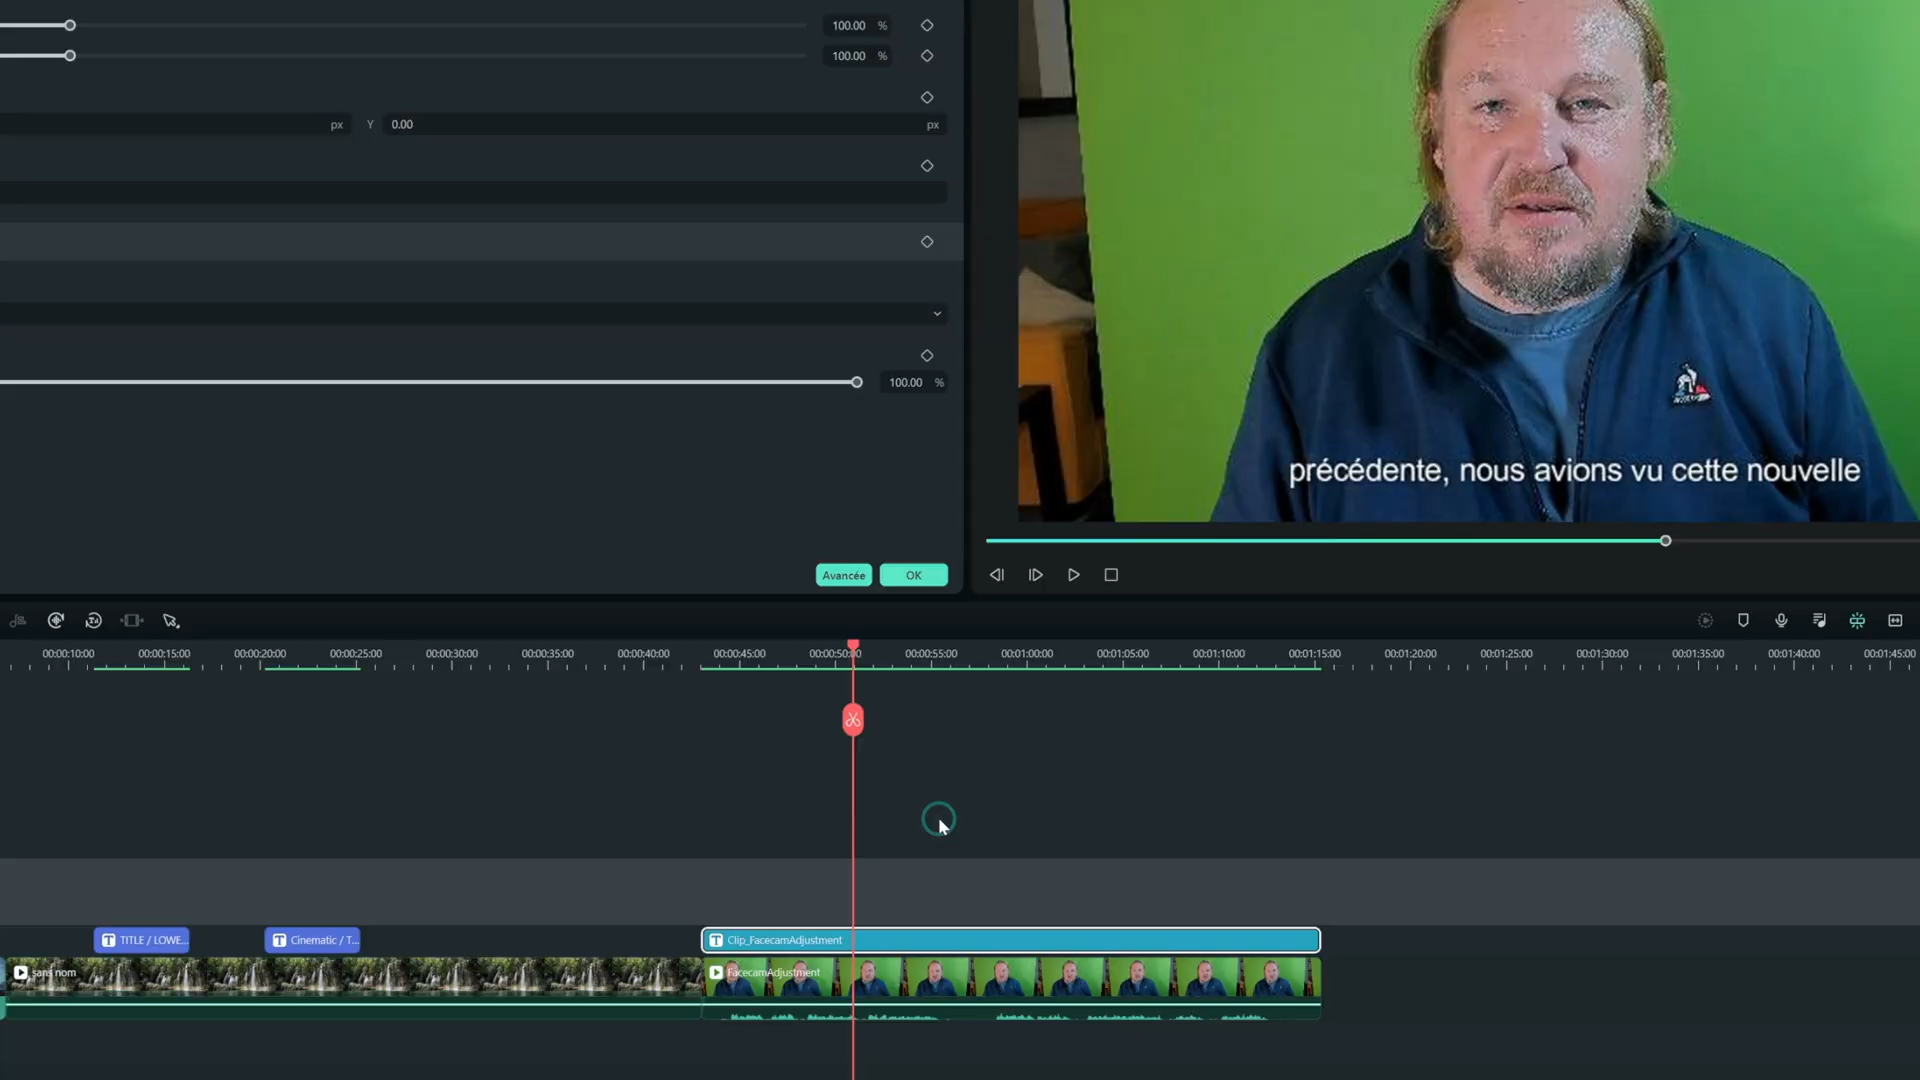 100.00 %
100.00 %
px Y 0.00 px
100.00 %
précédente, nous avions vu cette nouvelle
Avancée OK
00:00:10:00 00:00:15:00 00:00:20:00 00:00:25:00 00:00:30:00 00:00:35:00 00:00:40:00 00:00:45:00 00:00:50:00 00:00:55:00 00:01:00:00 00:01:05:00 00:01:10:00 00:01:15:00 00:01:20:00 00:01:25:00 00:01:30:00 00:01:35:00 00:01:40:00 00:01:45:00
T TITLE / LOWE... T Cinematic / T... T Clip_FacecamAdjustment
sans nom FacecamAdjustment